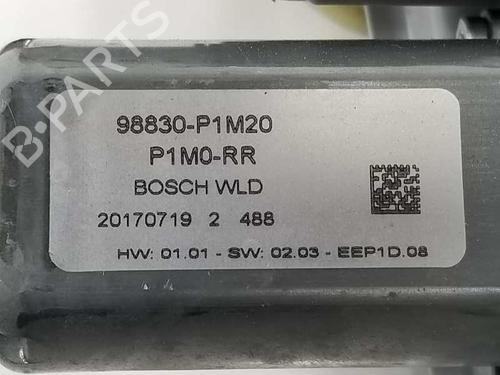 98830-P1M20
P1M0-RR
BOSCH WLD
20170719 2 488
HW: 01.01 - SW: 02.03 - EEP1D.08
B-PARTS